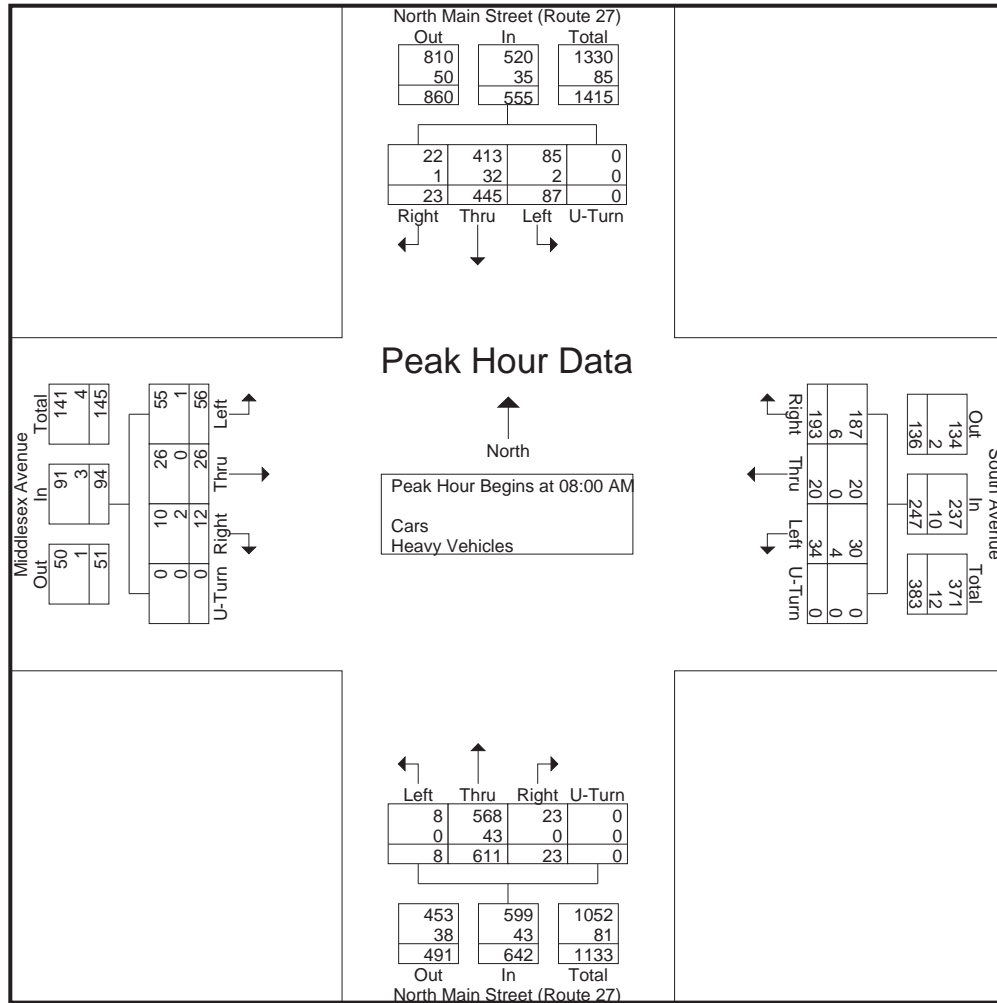 North Main Street (Route 27)
Out In Total
810 520 1330
50 35 85
860 555 1415
22 413 85 0
1 32 2 0
23 445 87 0
Right Thru Left U-Turn
Peak Hour Data
North
Peak Hour Begins at 08:00 AM
Cars
Heavy Vehicles
Middlesex Avenue
Out In Total
50 91 141
1 3 4
51 94 145
55 26 10 0
1 0 2 0
56 26 12 0
Left Thru Right U-Turn
South Avenue
Out In Total
134 237 371
2 10 12
136 247 383
187 20 30 0
6 0 4 0
193 20 34 0
Right Thru Left U-Turn
Left Thru Right U-Turn
8 568 23 0
0 43 0 0
8 611 23 0
453 599 1052
38 43 81
491 642 1133
Out In Total
North Main Street (Route 27)